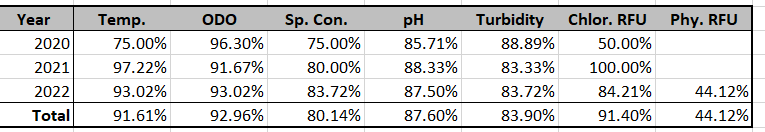 Year Temp. ODO Sp. Con. pH Turbidity Chlor. RFU Phy. RFU
2020 75.00% 96.30% 75.00% 85.71% 88.89% 50.00%
2021 97.22% 91.67% 80.00% 88.33% 83.33% 100.00%
2022 93.02% 93.02% 83.72% 87.50% 83.72% 84.21% 44.12%
Total 91.61% 92.96% 80.14% 87.60% 83.90% 91.40% 44.12%